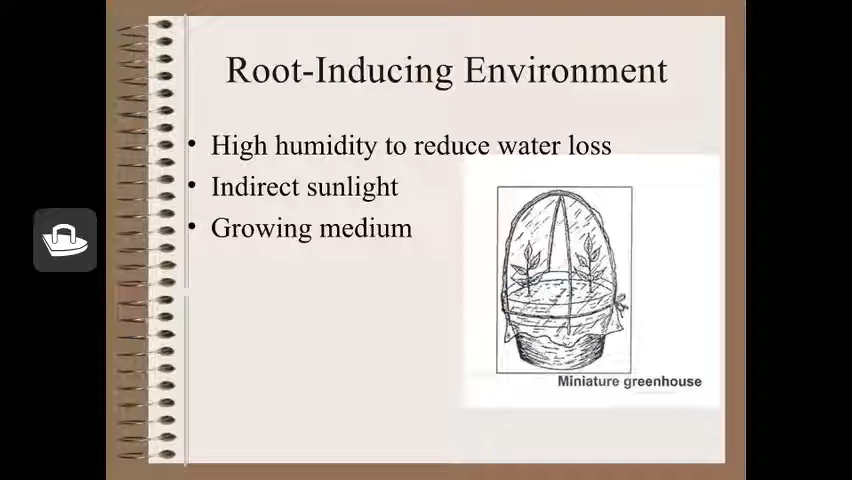 Root-Inducing Environment
• High humidity to reduce water loss
• Indirect sunlight
• Growing medium
Miniature greenhouse